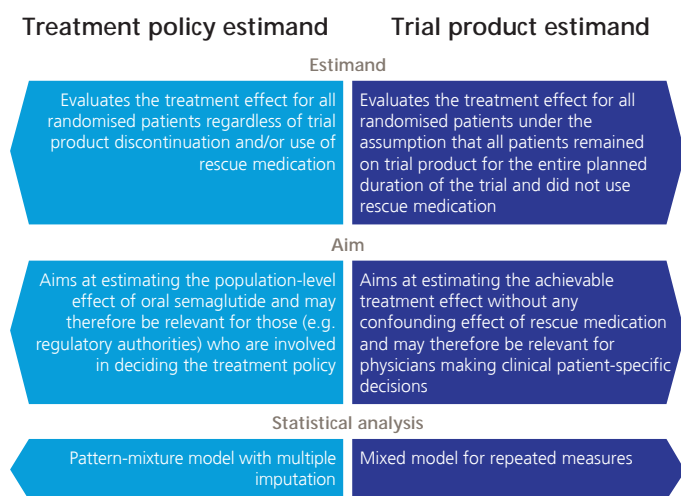 Treatment policy estimand
Trial product estimand
Estimand
Evaluates the treatment effect for all
randomised patients regardless of trial
product discontinuation and/or use of
rescue medication
Evaluates the treatment effect for all
randomised patients under the
assumption that all patients remained
on trial product for the entire planned
duration of the trial and did not use
rescue medication
Aim
Aims at estimating the population-level
effect of oral semaglutide and may
therefore be relevant for those (e.g.
regulatory authorities) who are involved
in deciding the treatment policy
Aims at estimating the achievable
treatment effect without any
confounding effect of rescue medication
and may therefore be relevant for
physicians making clinical patient-specific
decisions
Statistical analysis
Pattern-mixture model with multiple
imputation
Mixed model for repeated measures